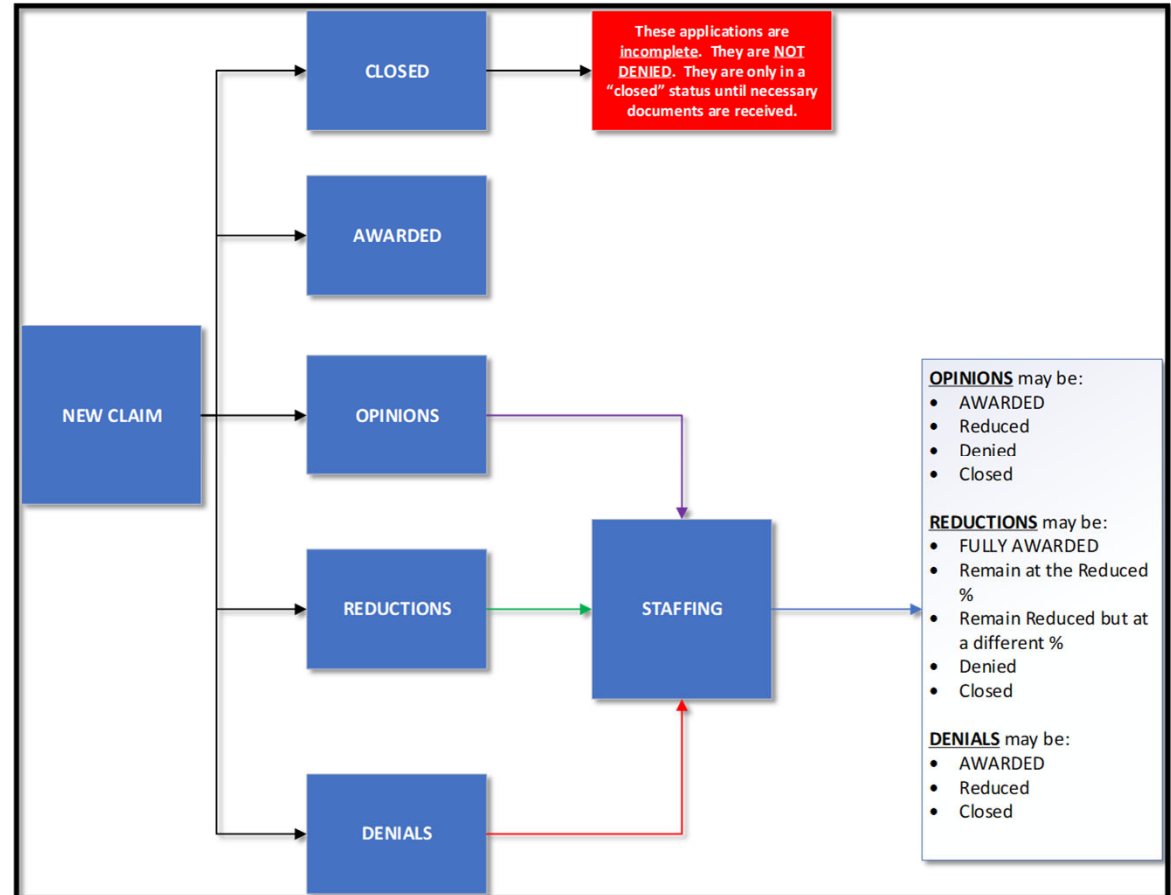 CLOSED
These applications are
incomplete. They are NOT
DENIED. They are only in a
“closed” status until necessary
documents are received.
AWARDED
NEW CLAIM
OPINIONS
REDUCTIONS
STAFFING
DENIALS
OPINIONS may be:
• AWARDED
• Reduced
• Denied
• Closed
REDUCTIONS may be:
• FULLY AWARDED
• Remain at the Reduced
%
• Remain Reduced but at
a different %
• Denied
• Closed
DENIALS may be:
• AWARDED
• Reduced
• Closed